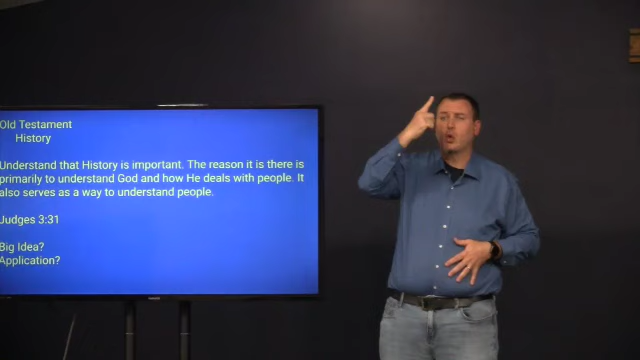 Old Testament
History
Understand that History is important. The reason it is there is
primarily to understand God and how He deals with people. It
also serves as a way to understand people.
Judges 3:31
Big Idea?
Application?